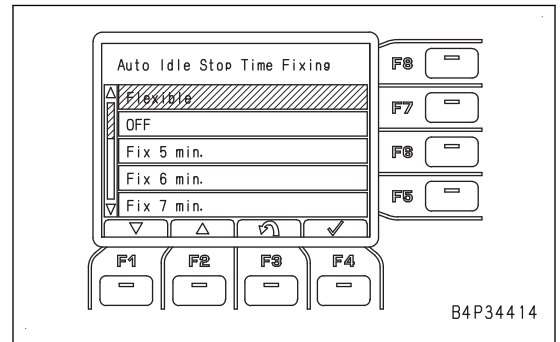 Auto Idle Stop Time Fixing
Flexible
OFF
Fix 5 min.
Fix 6 min.
Fix 7 min.
F8
F7
F6
F5
F1 F2 F3 F4
B4P34414